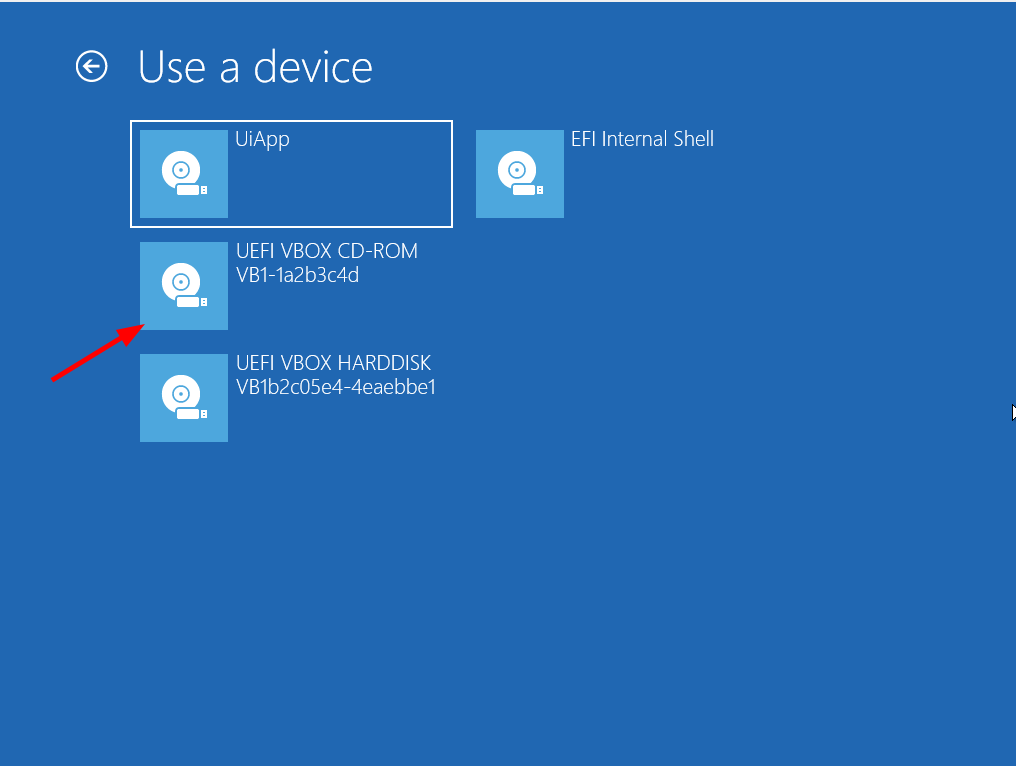 Use a device
UiApp
EFI Internal Shell
UEFI VBOX CD-ROM
VB1-1a2b3c4d
UEFI VBOX HARDDISK
VB1b2c05e4-4eaebbe1